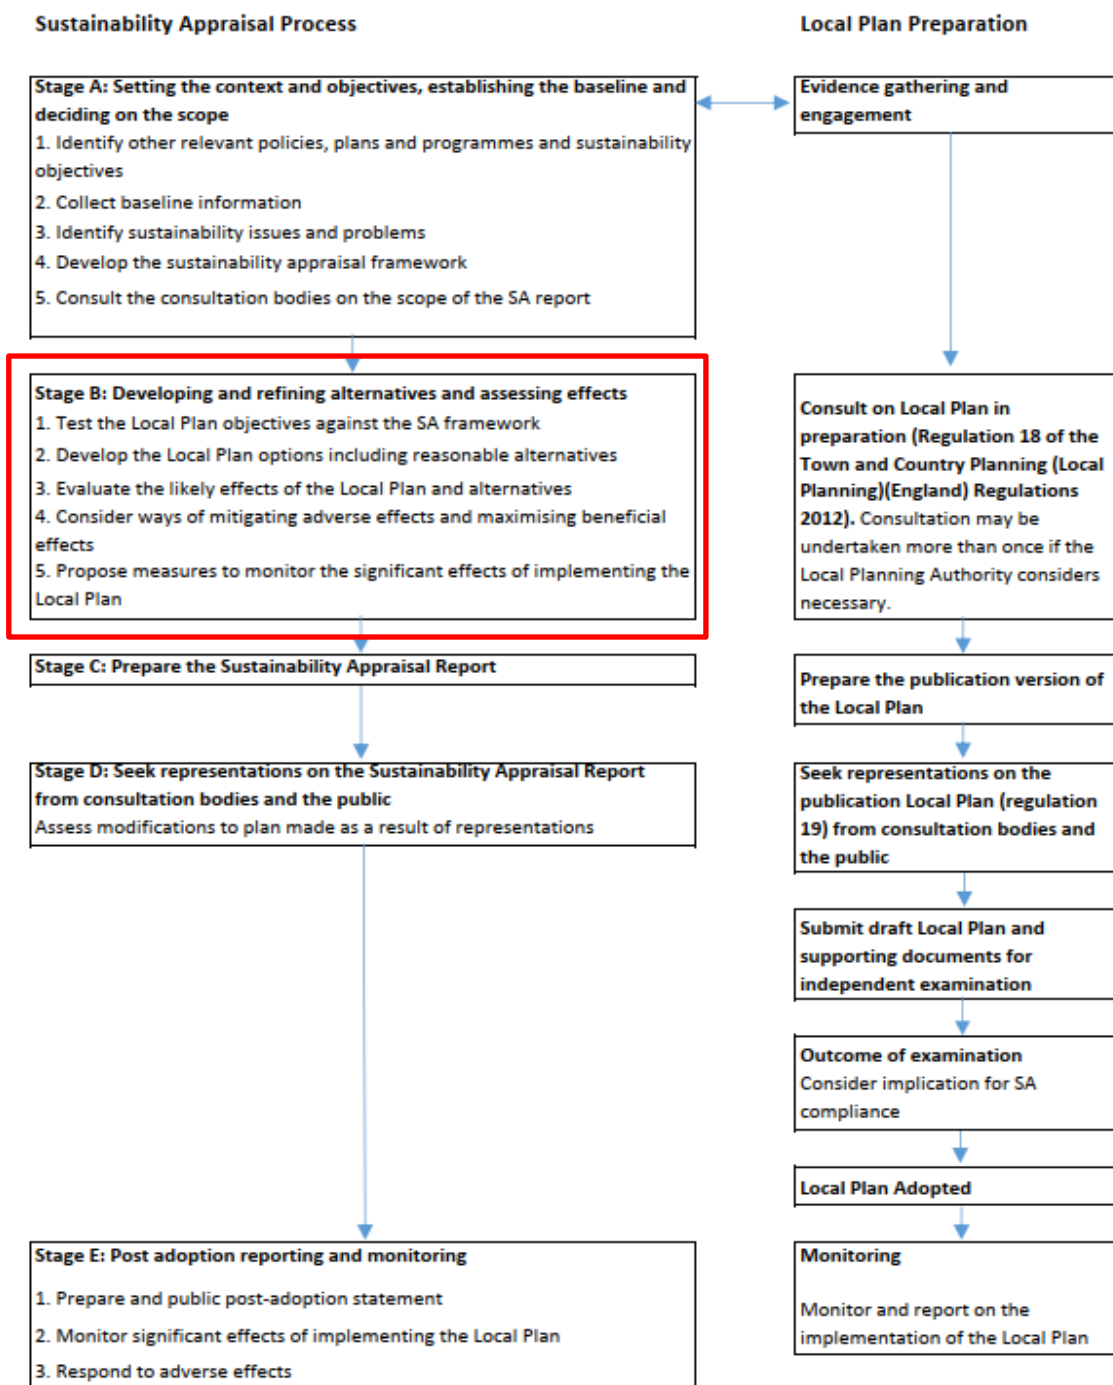 Sustainability Appraisal Process
Stage A: Setting the context and objectives, establishing the baseline and
deciding on the scope
1. Identify other relevant policies, plans and programmes and sustainability
objectives
2. Collect baseline information
3. Identify sustainability issues and problems
4. Develop the sustainability appraisal framework
5. Consult the consultation bodies on the scope of the SA report
Stage B: Developing and refining alternatives and assessing effects
1. Test the Local Plan objectives against the SA framework
2. Develop the Local Plan options including reasonable alternatives
3. Evaluate the likely effects of the Local Plan and alternatives
4. Consider ways of mitigating adverse effects and maximising beneficial
effects
5. Propose measures to monitor the significant effects of implementing the
Local Plan
Stage C: Prepare the Sustainability Appraisal Report
Stage D: Seek representations on the Sustainability Appraisal Report
from consultation bodies and the public
Assess modifications to plan made as a result of representations
Stage E: Post adoption reporting and monitoring
1. Prepare and public post-adoption statement
2. Monitor significant effects of implementing the Local Plan
3. Respond to adverse effects
Local Plan Preparation
Evidence gathering and
engagement
Consult on Local Plan in
preparation (Regulation 18 of the
Town and Country Planning (Local
Planning)(England) Regulations
2012). Consultation may be
undertaken more than once if the
Local Planning Authority considers
necessary.
Prepare the publication version of
the Local Plan
Seek representations on the
publication Local Plan (regulation
19) from consultation bodies and
the public
Submit draft Local Plan and
supporting documents for
independent examination
Outcome of examination
Consider implication for SA
compliance
Local Plan Adopted
Monitoring
Monitor and report on the
implementation of the Local Plan